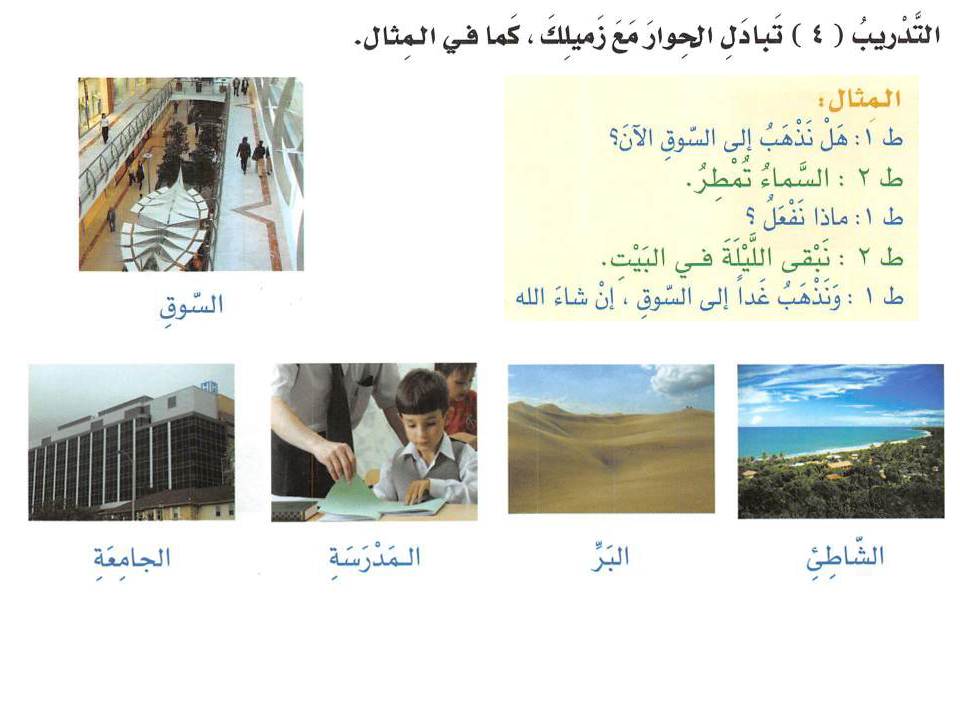 التَّدْريبُ ( ٤ ) تَبادَلِ الحِوارَ مَعَ زَميلِكَ ، كَما في المِثال.
المِثال:
ط ١: هَلْ نَذْهَبُ إلى السّوقِ الآنَ؟
ط ٢ : السَّماءُ تُمْطِرُ.
ط ١: ماذا نَفْعَلُ ؟
ط ٢ : نَبْقى اللَّيْلَةَ في البَيْتِ.
ط ١ : وَنَذْهَبُ غَداً إلى السّوقِ ، إنْ شاءَ الله
السّوقِ
الشّاطِئِ
البَرِّ
المَدْرَسَةِ
الجامِعَةِ